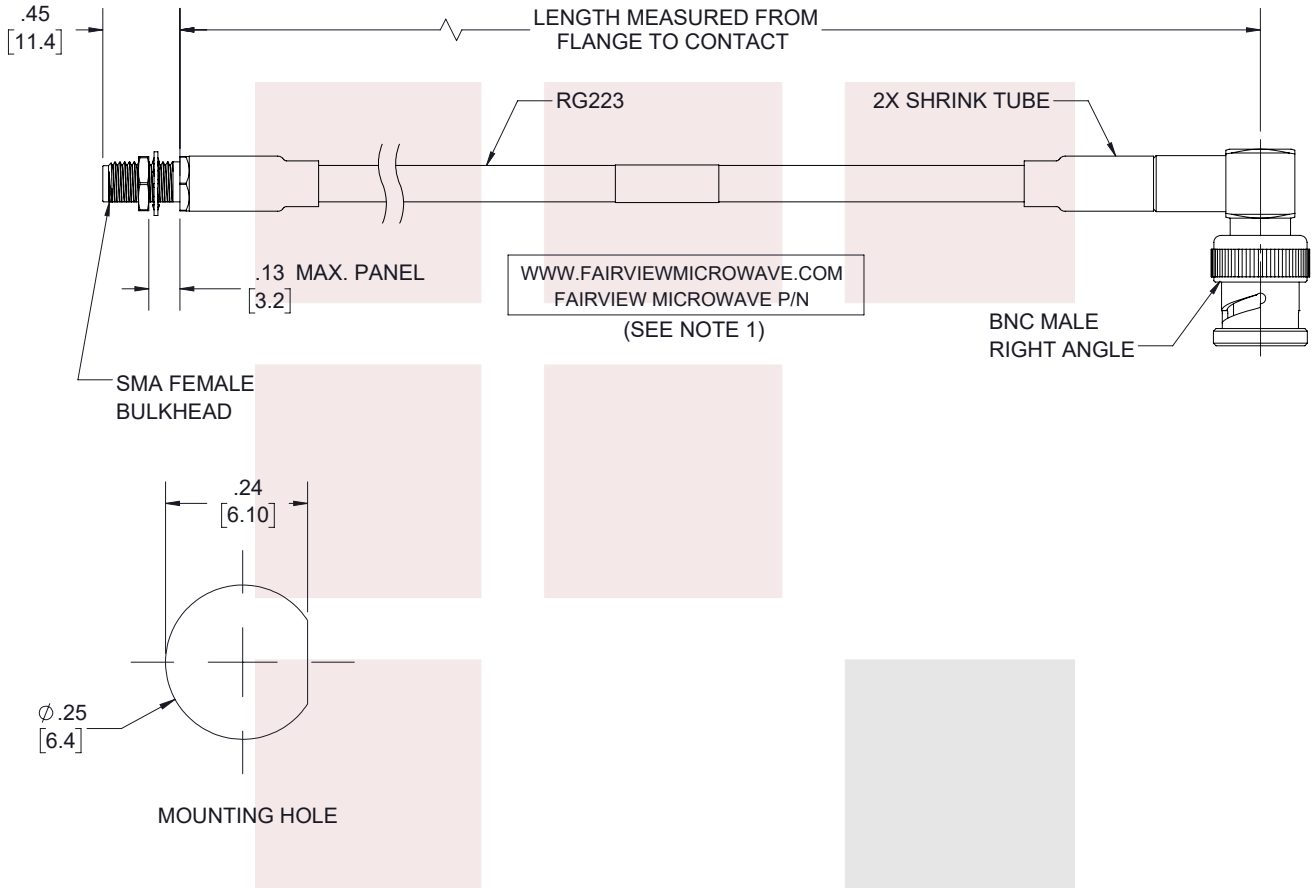 .45
[11.4]
LENGTH MEASURED FROM
FLANGE TO CONTACT
RG223
2X SHRINK TUBE
.13 MAX. PANEL
[3.2]
WWW.FAIRVIEWMICROWAVE.COM
FAIRVIEW MICROWAVE P/N
(SEE NOTE 1)
BNC MALE
RIGHT ANGLE
SMA FEMALE
BULKHEAD
.24
[6.10]
∅.25
[6.4]
MOUNTING HOLE